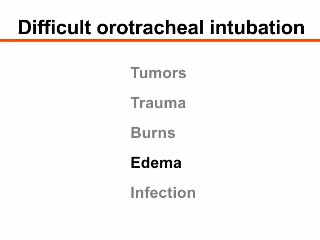 Difficult orotracheal intubation
Tumors
Trauma
Burns
Edema
Infection